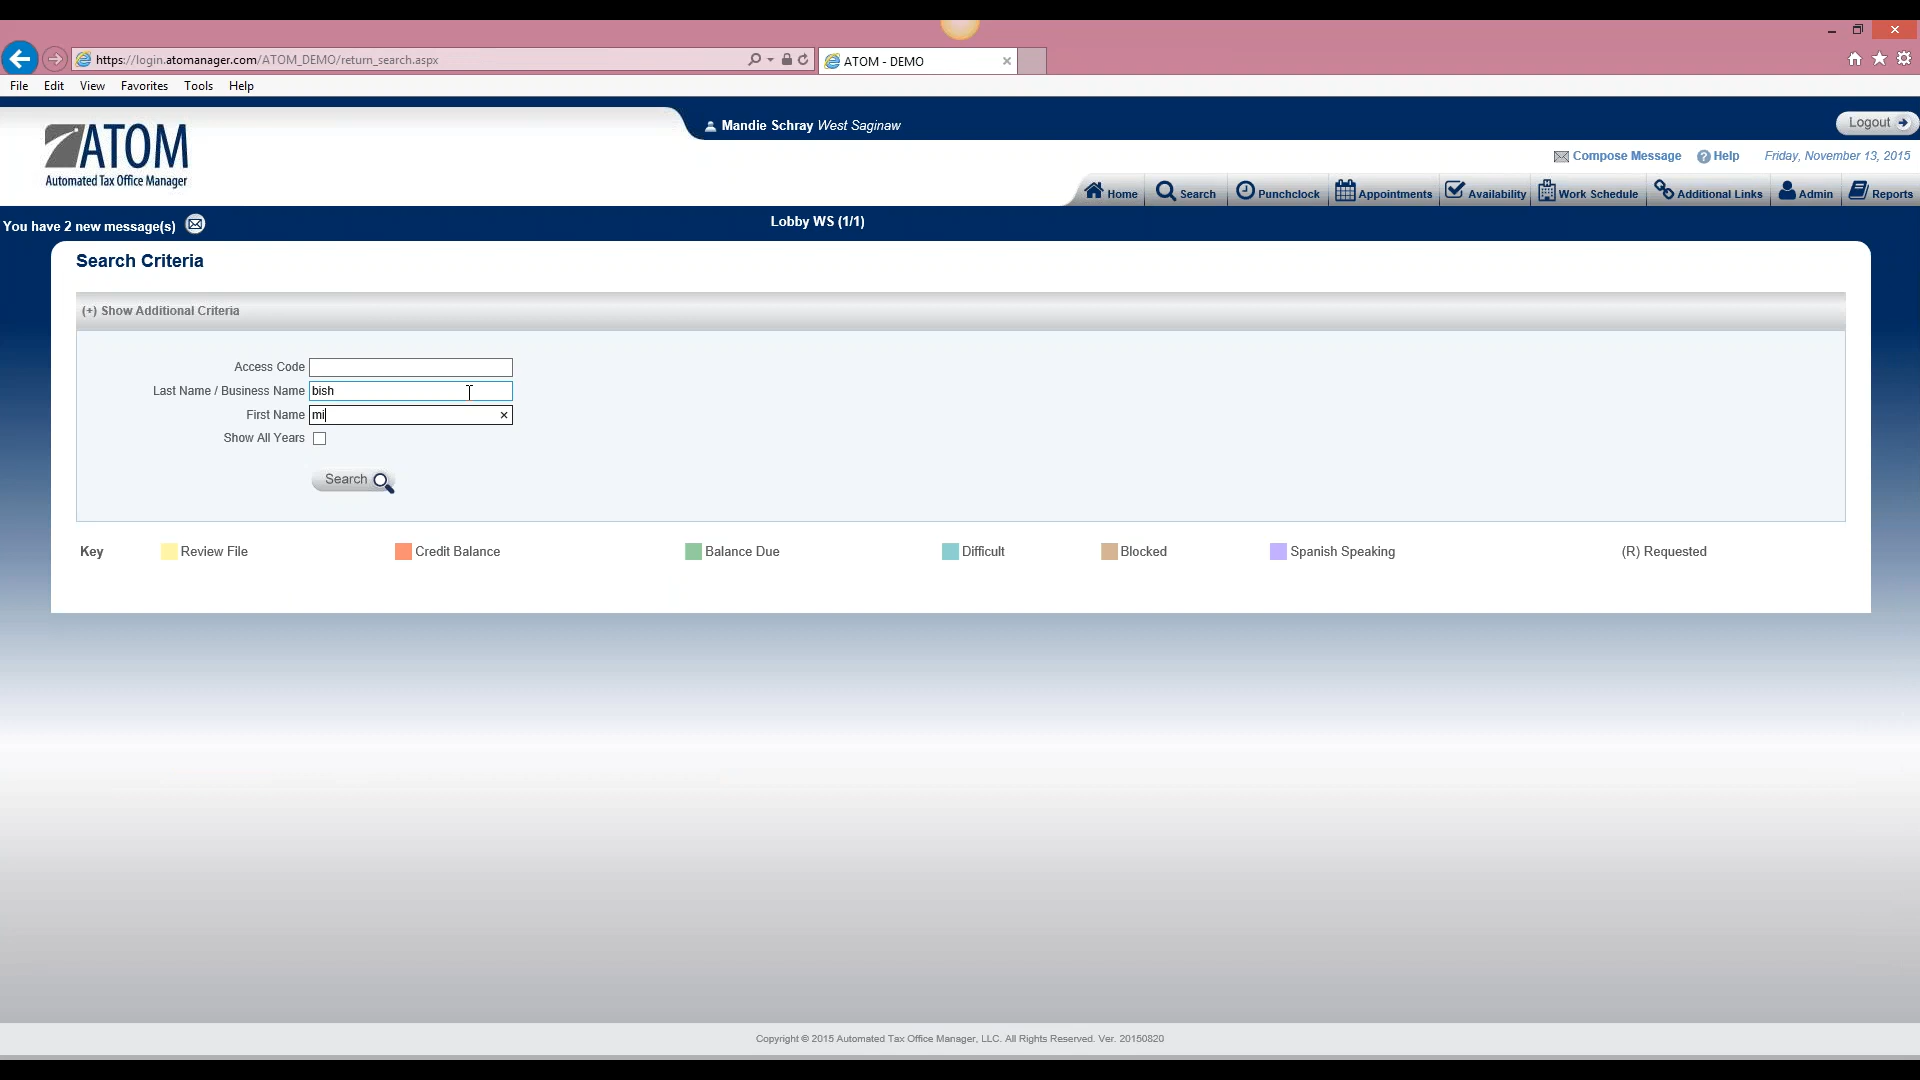 https://login.atomanager.com/ATOM_DEMO/return_search.aspx
ATOM - DEMO
File Edit View Favorites Tools Help
ATOM
Automated Tax Office Manager
Mandie Schray West Saginaw
Logout
Compose Message Help Friday, November 13, 2015
Home Search Punchclock Appointments Availability Work Schedule Additional Links Admin Reports
You have 2 new message(s)
Lobby WS (1/1)
Search Criteria
(+) Show Additional Criteria
Access Code
Last Name / Business Name bish
First Name mi
Show All Years
Search
Key Review File Credit Balance Balance Due Difficult Blocked Spanish Speaking (R) Requested
Copyright © 2015 Automated Tax Office Manager, LLC. All Rights Reserved. Ver. 20150820